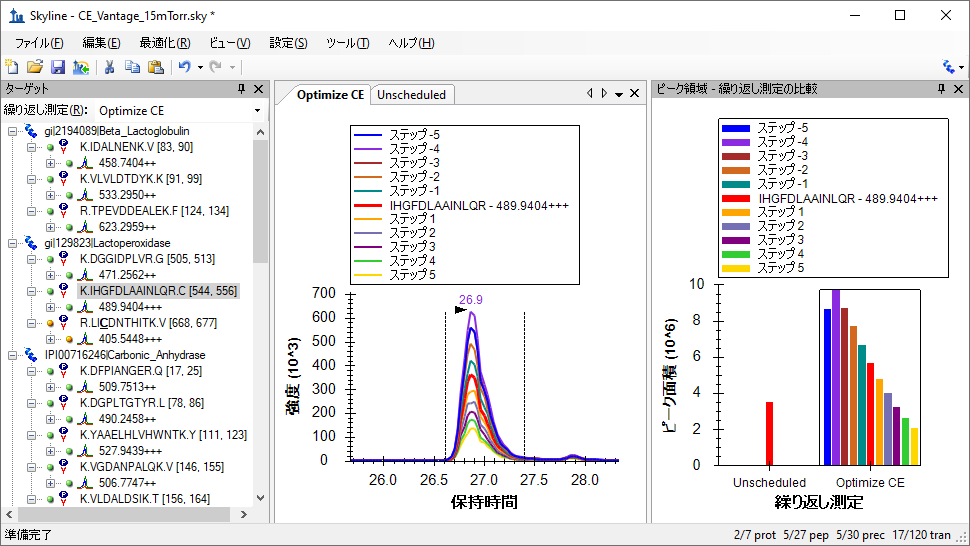 Skyline - CE_Vantage_15mTorr.sky *
ファイル(F) 編集(E) 最適化(R) ビュー(V) 設定(S) ツール(T) ヘルプ(H)
ターゲット
繰り返し測定(R): Optimize CE
gi|2194089|Beta_Lactoglobulin
K.IDALNENK.V [83, 90]
458.7404++
K.VLVLDTDYK.K [91, 99]
533.2950++
R.TPEVDDEALEK.F [124, 134]
623.2959++
gi|129823|Lactoperoxidase
K.DGGIDPLVR.G [505, 513]
471.2562++
K.IHGFDLAAINLQR.C [544, 556]
489.9404+++
R.LICDNTHITK.V [668, 677]
405.5448+++
IPI00716246|Carbonic_Anhydrase
K.DFPIANGER.Q [17, 25]
509.7513++
K.DGPLTGTYR.L [78, 86]
490.2458++
K.YAAELHLVHWNTK.Y [111, 123]
527.9439+++
K.VGDANPALQK.V [146, 155]
506.7747++
K.VLDALDSIK.T [156, 164]
Optimize CE Unscheduled
ステップ -5
ステップ -4
ステップ -3
ステップ -2
ステップ -1
IHGFDLAAINLQR - 489.9404+++
ステップ 1
ステップ 2
ステップ 3
ステップ 4
ステップ 5
26.9
700
600
500
400
300
200
100
0
強度 (10^3)
26.0 26.5 27.0 27.5 28.0
保持時間
ピーク領域 - 繰り返し測定の比較
ステップ -5
ステップ -4
ステップ -3
ステップ -2
ステップ -1
IHGFDLAAINLQR - 489.9404+++
ステップ 1
ステップ 2
ステップ 3
ステップ 4
ステップ 5
10
8
6
4
2
0
ピーク面積 (10^6)
Unscheduled Optimize CE
繰り返し測定
準備完了
2/7 prot 5/27 pep 5/30 prec 17/120 tran